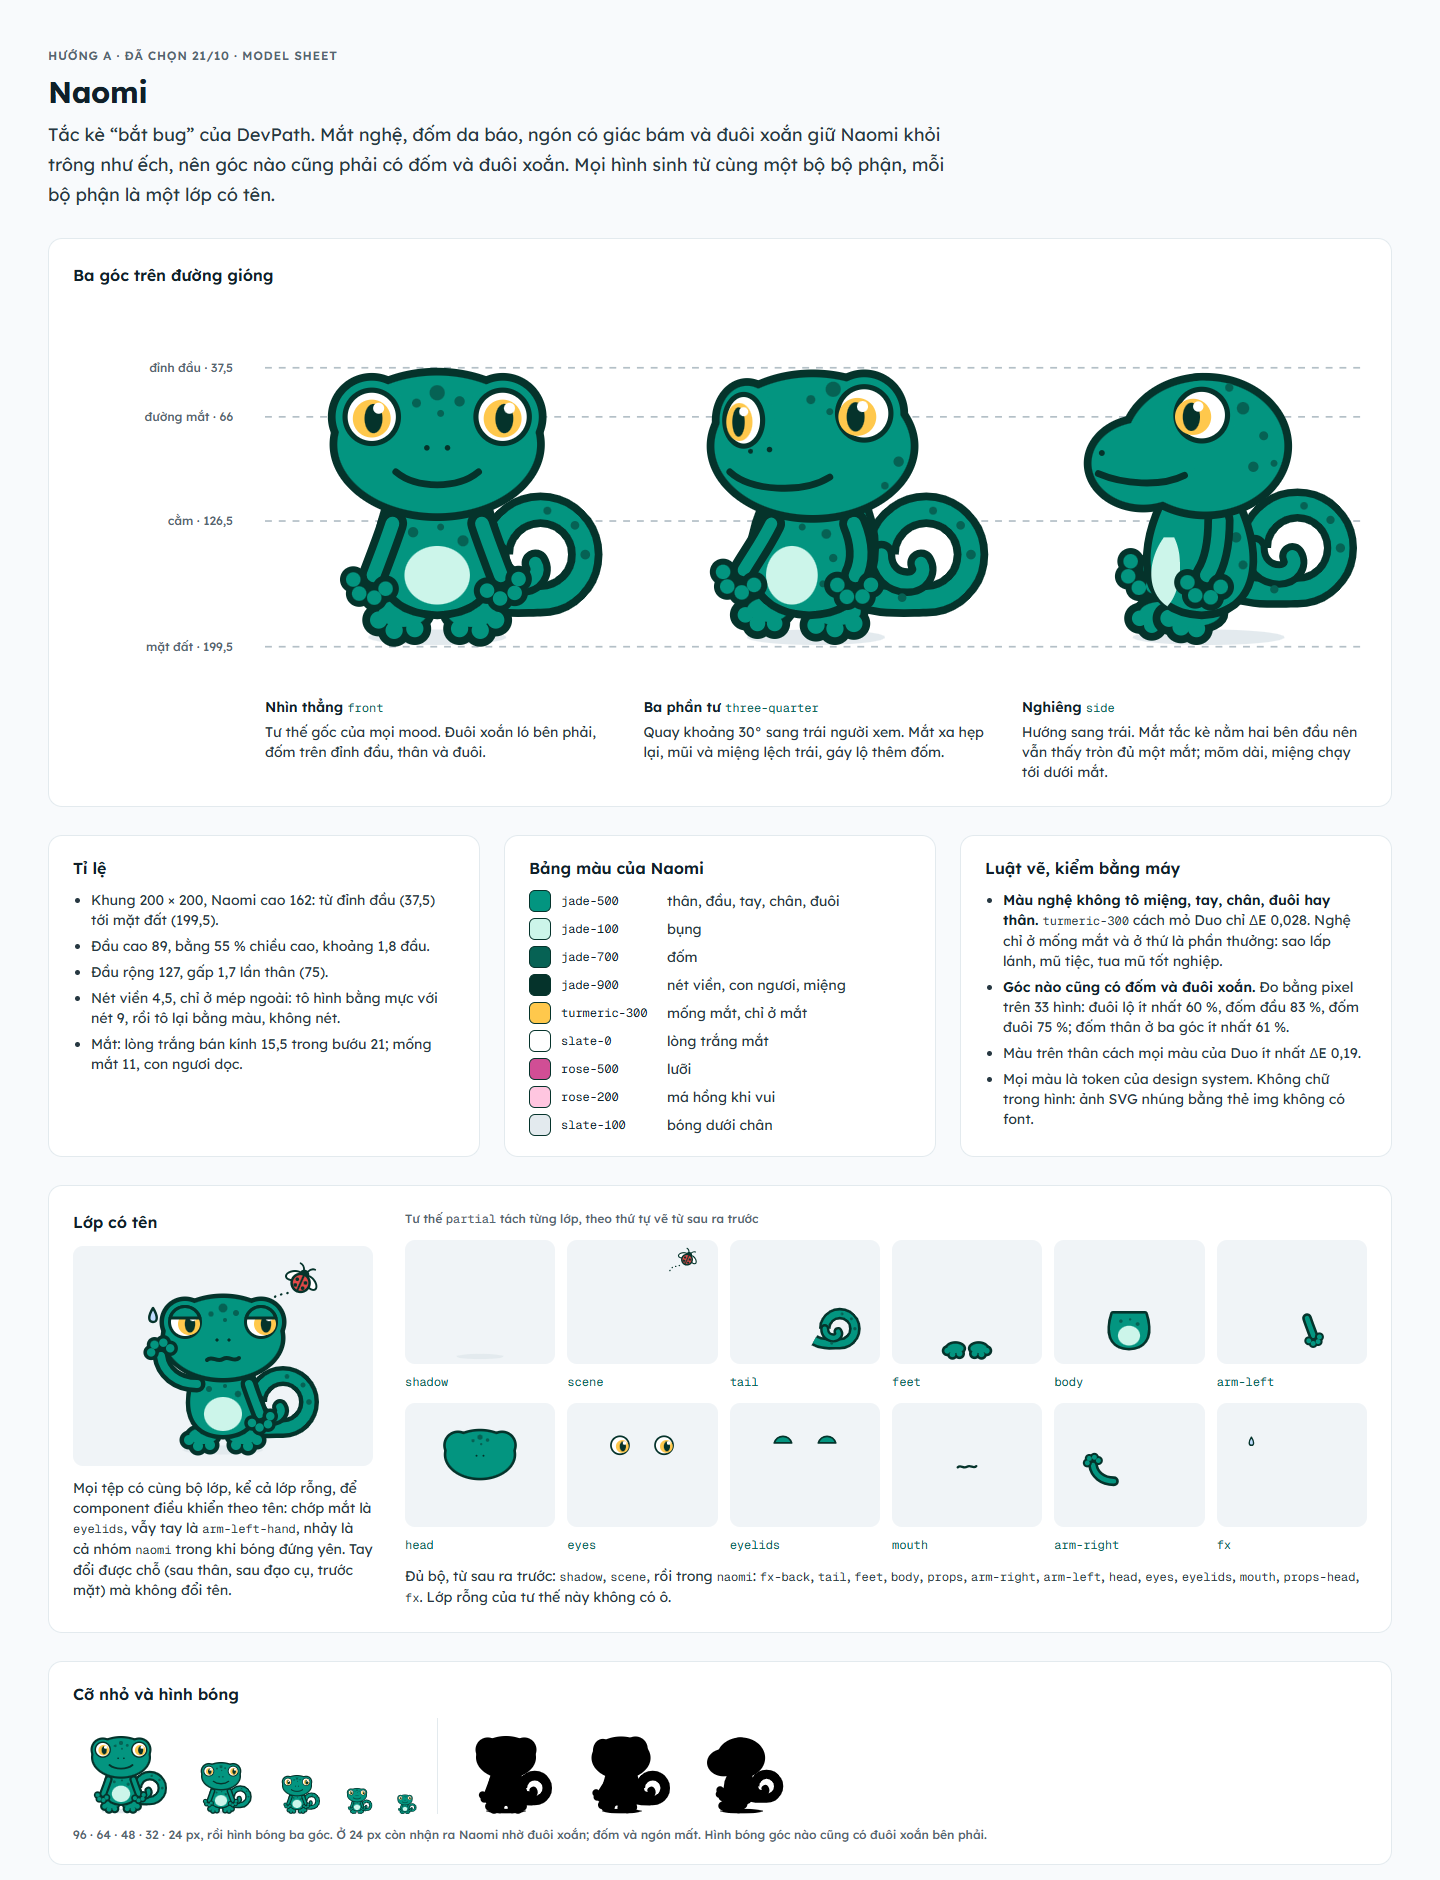 HƯỚNG A · ĐÃ CHỌN 21/10 · MODEL SHEET
Naomi
Tắc kè “bắt bug” của DevPath. Mắt nghệ, đốm da báo, ngón có giác bám và đuôi xoắn giữ Naomi khỏi
trông như ếch, nên góc nào cũng phải có đốm và đuôi xoắn. Mọi hình sinh từ cùng một bộ bộ phận, mỗi
bộ phận là một lớp có tên.
Ba góc trên đường gióng
đỉnh đầu · 37,5
đường mắt · 66
cằm · 126,5
mặt đất · 199,5
Nhìn thẳng front
Tư thế gốc của mọi mood. Đuôi xoắn ló bên phải,
đốm trên đỉnh đầu, thân và đuôi.
Ba phần tư three-quarter
Quay khoảng 30° sang trái người xem. Mắt xa hẹp
lại, mũi và miệng lệch trái, gáy lộ thêm đốm.
Nghiêng side
Hướng sang trái. Mắt tắc kè nằm hai bên đầu nên
vẫn thấy tròn đủ một mắt; mõm dài, miệng chạy
tới dưới mắt.
Tỉ lệ
Khung 200 × 200, Naomi cao 162: từ đỉnh đầu (37,5)
tới mặt đất (199,5).
Đầu cao 89, bằng 55 % chiều cao, khoảng 1,8 đầu.
Đầu rộng 127, gấp 1,7 lần thân (75).
Nét viền 4,5, chỉ ở mép ngoài: tô hình bằng mực với
nét 9, rồi tô lại bằng màu, không nét.
Mắt: lòng trắng bán kính 15,5 trong bướu 21; mống
mắt 11, con ngươi dọc.
Bảng màu của Naomi
jade-500 thân, đầu, tay, chân, đuôi
jade-100 bụng
jade-700 đốm
jade-900 nét viền, con ngươi, miệng
turmeric-300 mống mắt, chỉ ở mắt
slate-0 lòng trắng mắt
rose-500 lưỡi
rose-200 má hồng khi vui
slate-100 bóng dưới chân
Luật vẽ, kiểm bằng máy
Màu nghệ không tô miệng, tay, chân, đuôi hay
thân. turmeric-300 cách mỏ Duo chỉ ΔE 0,028. Nghệ
chỉ ở mống mắt và ở thứ là phần thưởng: sao lấp
lánh, mũ tiệc, tua mũ tốt nghiệp.
Góc nào cũng có đốm và đuôi xoắn. Đo bằng pixel
trên 33 hình: đuôi lộ ít nhất 60 %, đốm đầu 83 %, đốm
đuôi 75 %; đốm thân ở ba góc ít nhất 61 %.
Màu trên thân cách mọi màu của Duo ít nhất ΔE 0,19.
Mọi màu là token của design system. Không chữ
trong hình: ảnh SVG nhúng bằng thẻ img không có
font.
Lớp có tên
Mọi tệp có cùng bộ lớp, kể cả lớp rỗng, để
component điều khiển theo tên: chớp mắt là
eyelids, vẫy tay là arm-left-hand, nhảy là
cả nhóm naomi trong khi bóng đứng yên. Tay
đổi được chỗ (sau thân, sau đạo cụ, trước
mặt) mà không đổi tên.
Tư thế partial tách từng lớp, theo thứ tự vẽ từ sau ra trước
shadow scene tail feet body arm-left
head eyes eyelids mouth arm-right fx
Đủ bộ, từ sau ra trước: shadow, scene, rồi trong naomi: fx-back, tail, feet, body, props, arm-right, arm-left, head, eyes, eyelids, mouth, props-head,
fx. Lớp rỗng của tư thế này không có ô.
Cỡ nhỏ và hình bóng
96 · 64 · 48 · 32 · 24 px, rồi hình bóng ba góc. Ở 24 px còn nhận ra Naomi nhờ đuôi xoắn; đốm và ngón mất. Hình bóng góc nào cũng có đuôi xoắn bên phải.